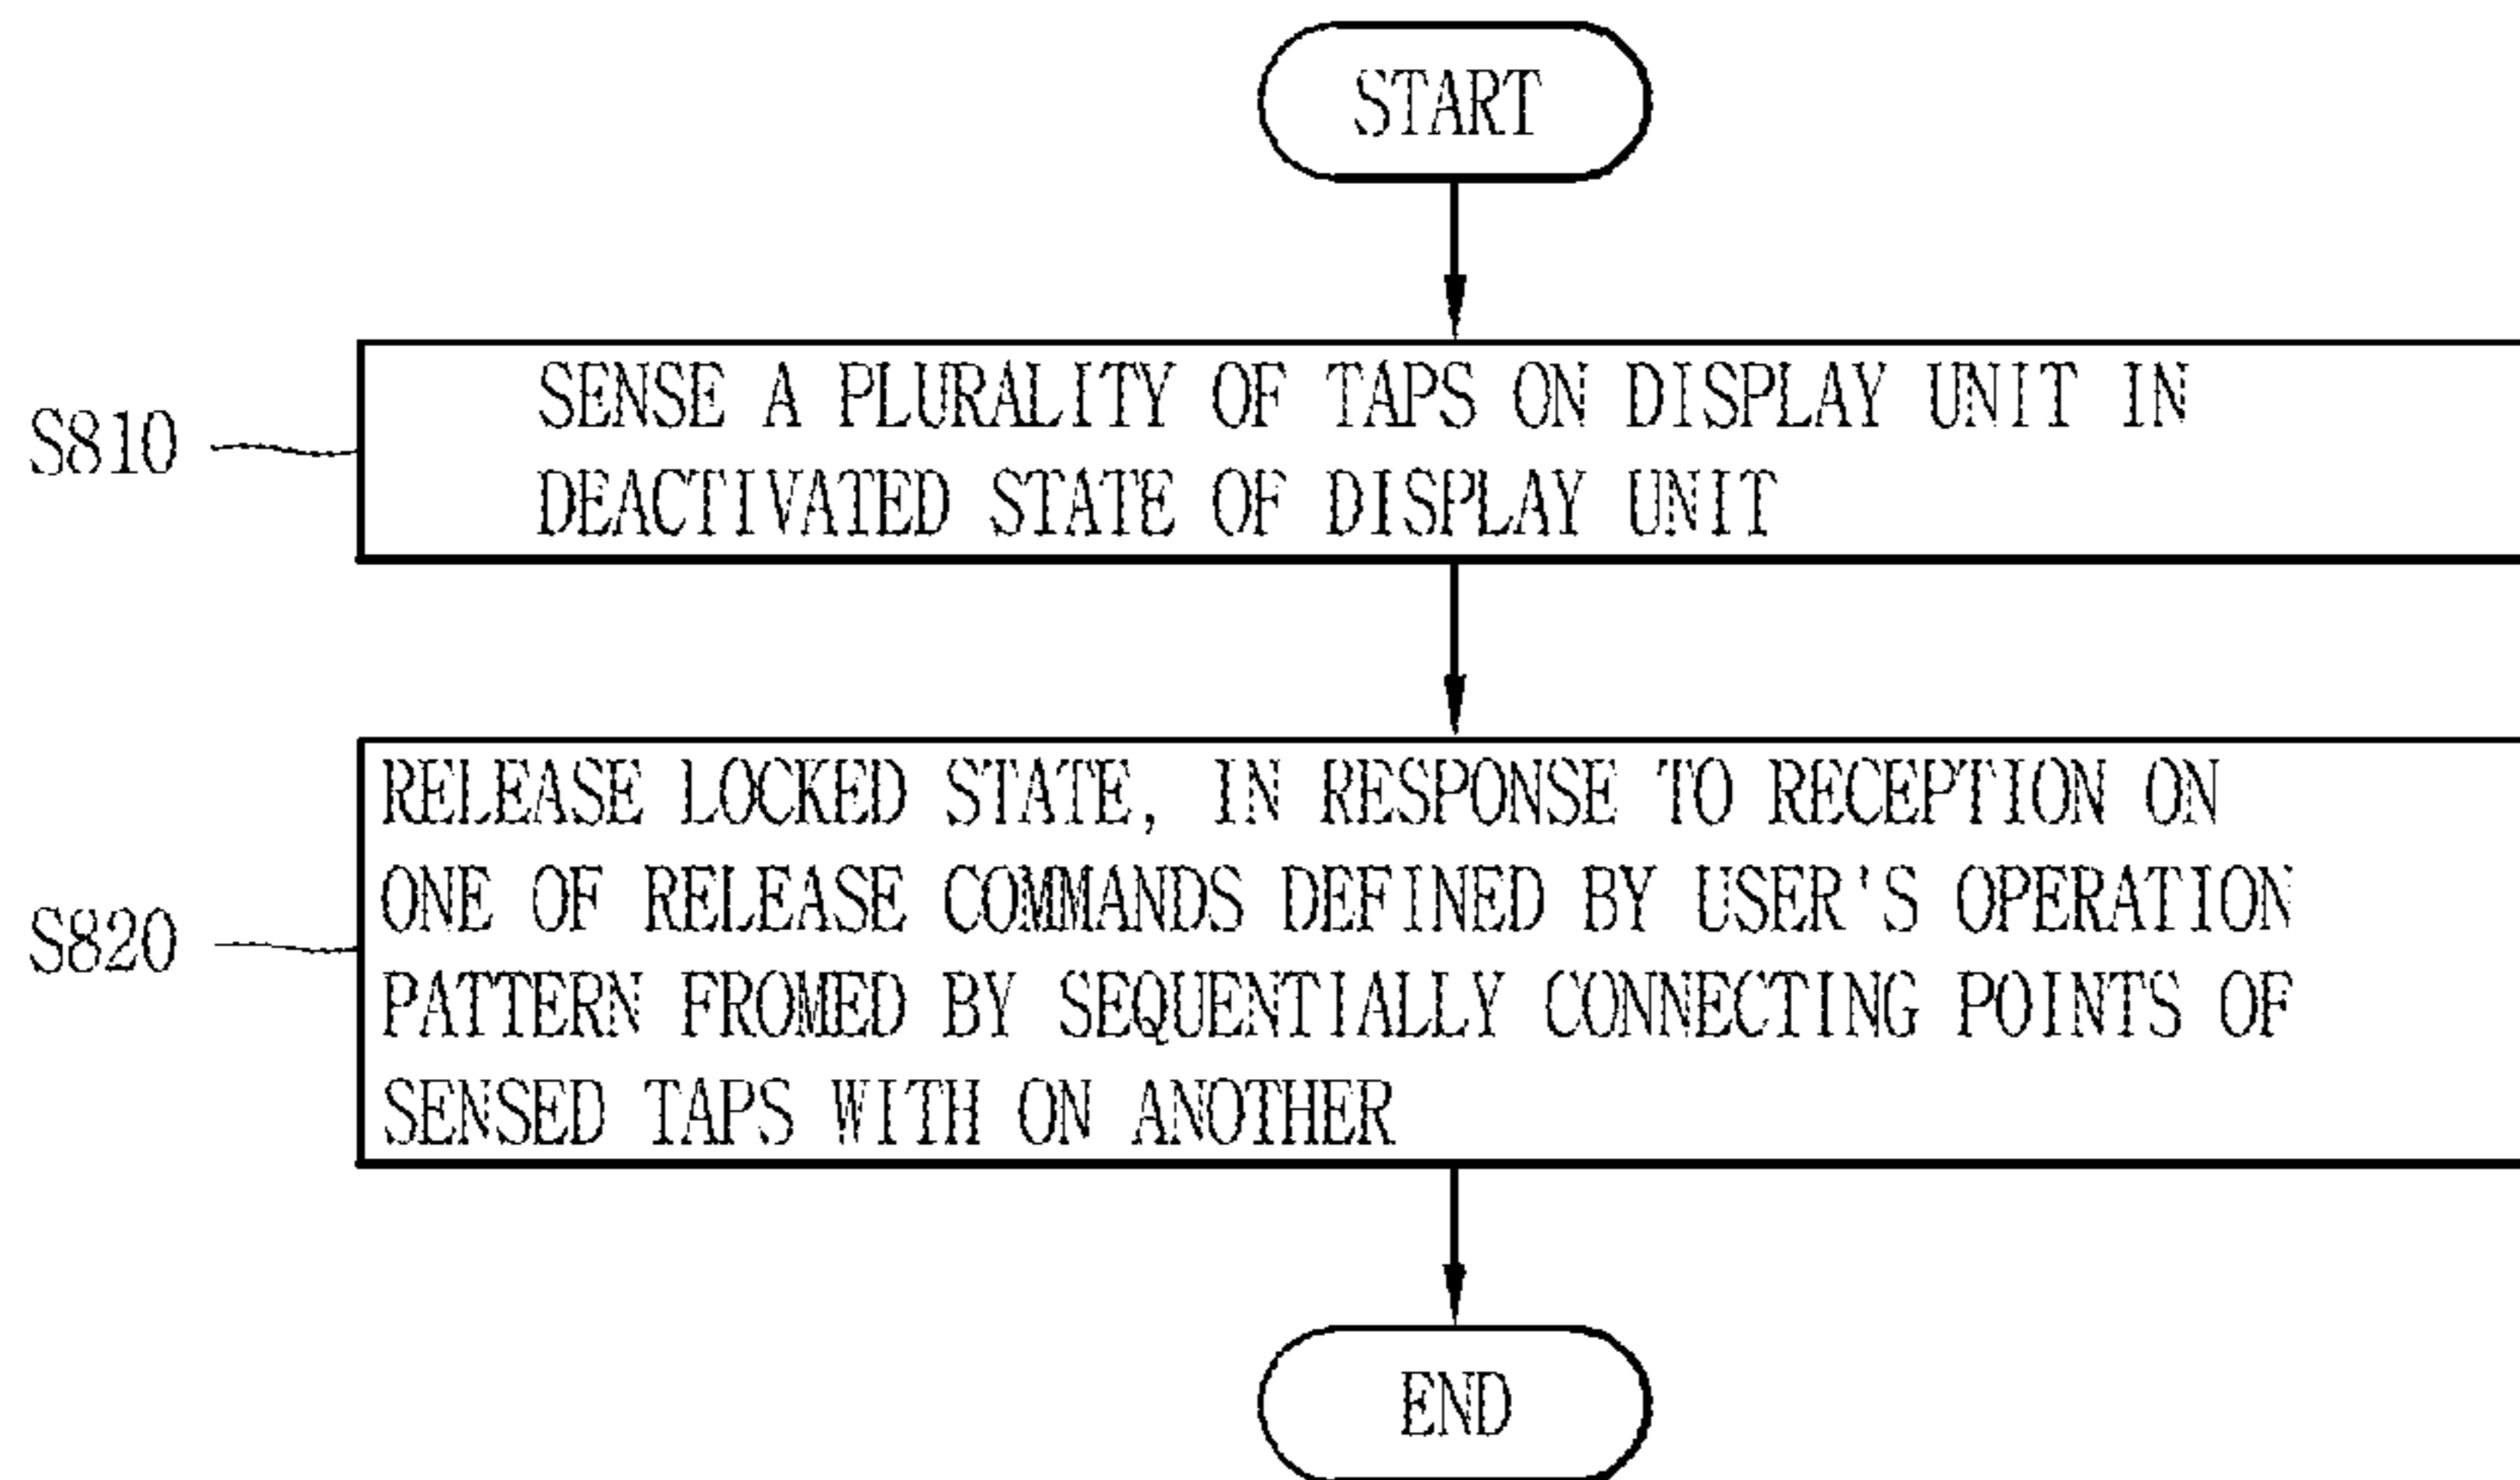 START
SENSE A PLURALITY OF TAPS ON DISPLAY UNIT IN
DEACTIVATED STATE OF DISPLAY UNIT
S810
RELEASE LOCKED STATE, IN RESPONSE TO RECEPTION ON
ONE OF RELEASE COMMANDS DEFINED BY USER'S OPERATION
PATTERN FROMED BY SEQUENTIALLY CONNECTING POINTS OF
SENSED TAPS WITH ON ANOTHER
S820
END